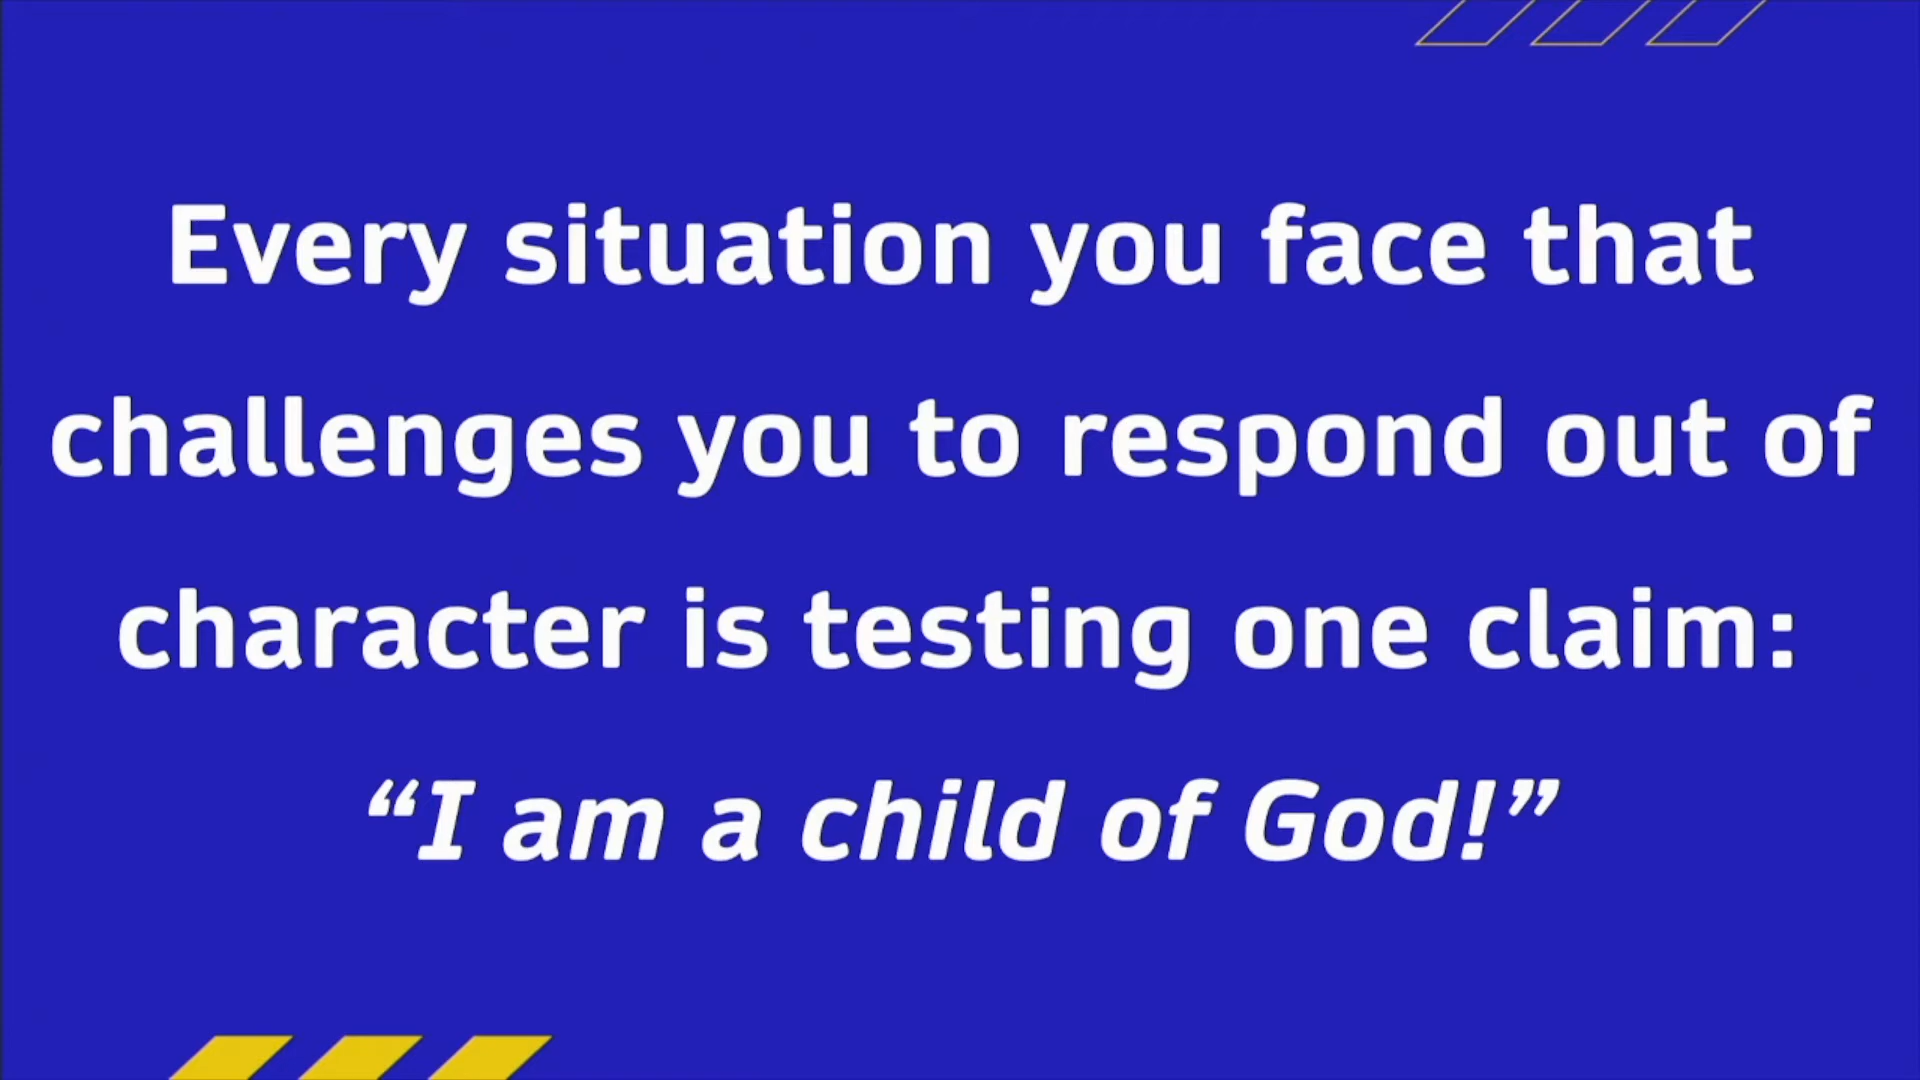 Every situation you face that
challenges you to respond out of
character is testing one claim:
“I am a child of God!”